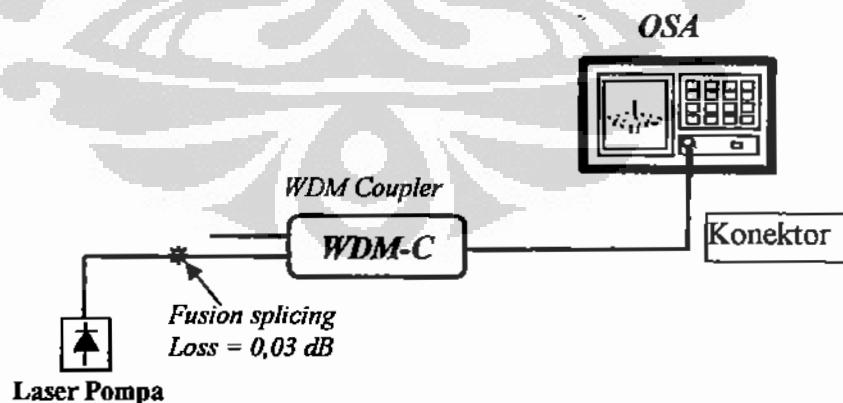 OSA
WDM Coupler
WDM-C
Konektor
Fusion splicing
Loss = 0,03 dB
Laser Pompa